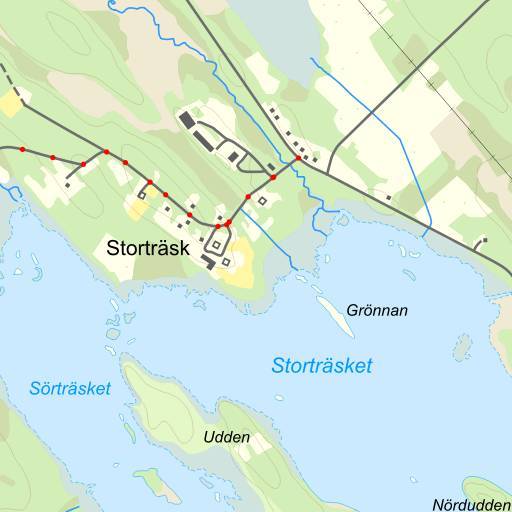 Storträsk
Grönnan
Storträsket
Sörträsket
Udden
Nördudden